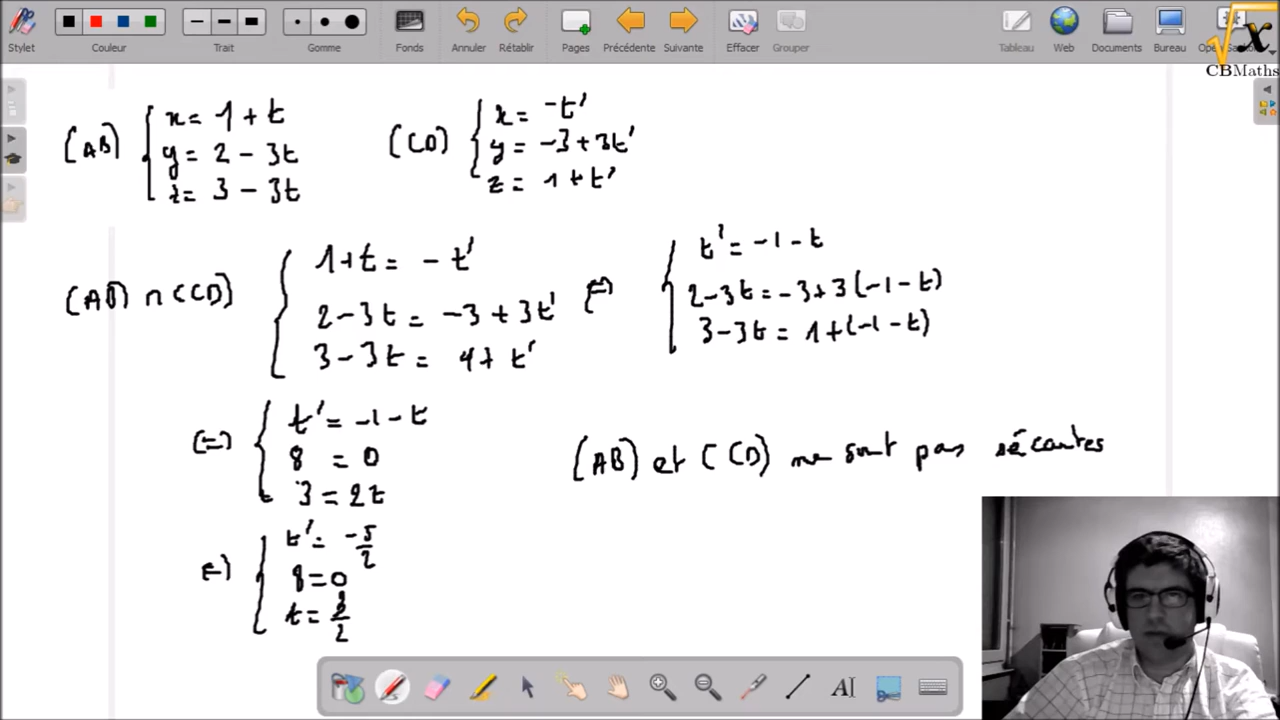 Stylet Couleur Trait Gomme Fonds Annuler Rétablir Pages Précédente Suivante Effacer Grouper Tableau Web Documents Bureau
√x
CBMaths
(AB) { x = 1 + t
y = 2 - 3t
z = 3 - 3t
(CD) { x = -t'
y = -3 + 3t'
z = 1 + t'
(AB) ∩ (CD) { 1 + t = - t'
2 - 3t = -3 + 3t'
3 - 3t = 1 + t'
⇔ { t' = -1 - t
2 - 3t = -3 + 3(-1 - t)
3 - 3t = 1 + (-1 - t)
⇔ { t' = -1 - t
8 = 0
3 = 2t
(AB) et (CD) ne sont pas sécantes
⇔ { t' = -5/2
8 = 0
t = 3/2
AI